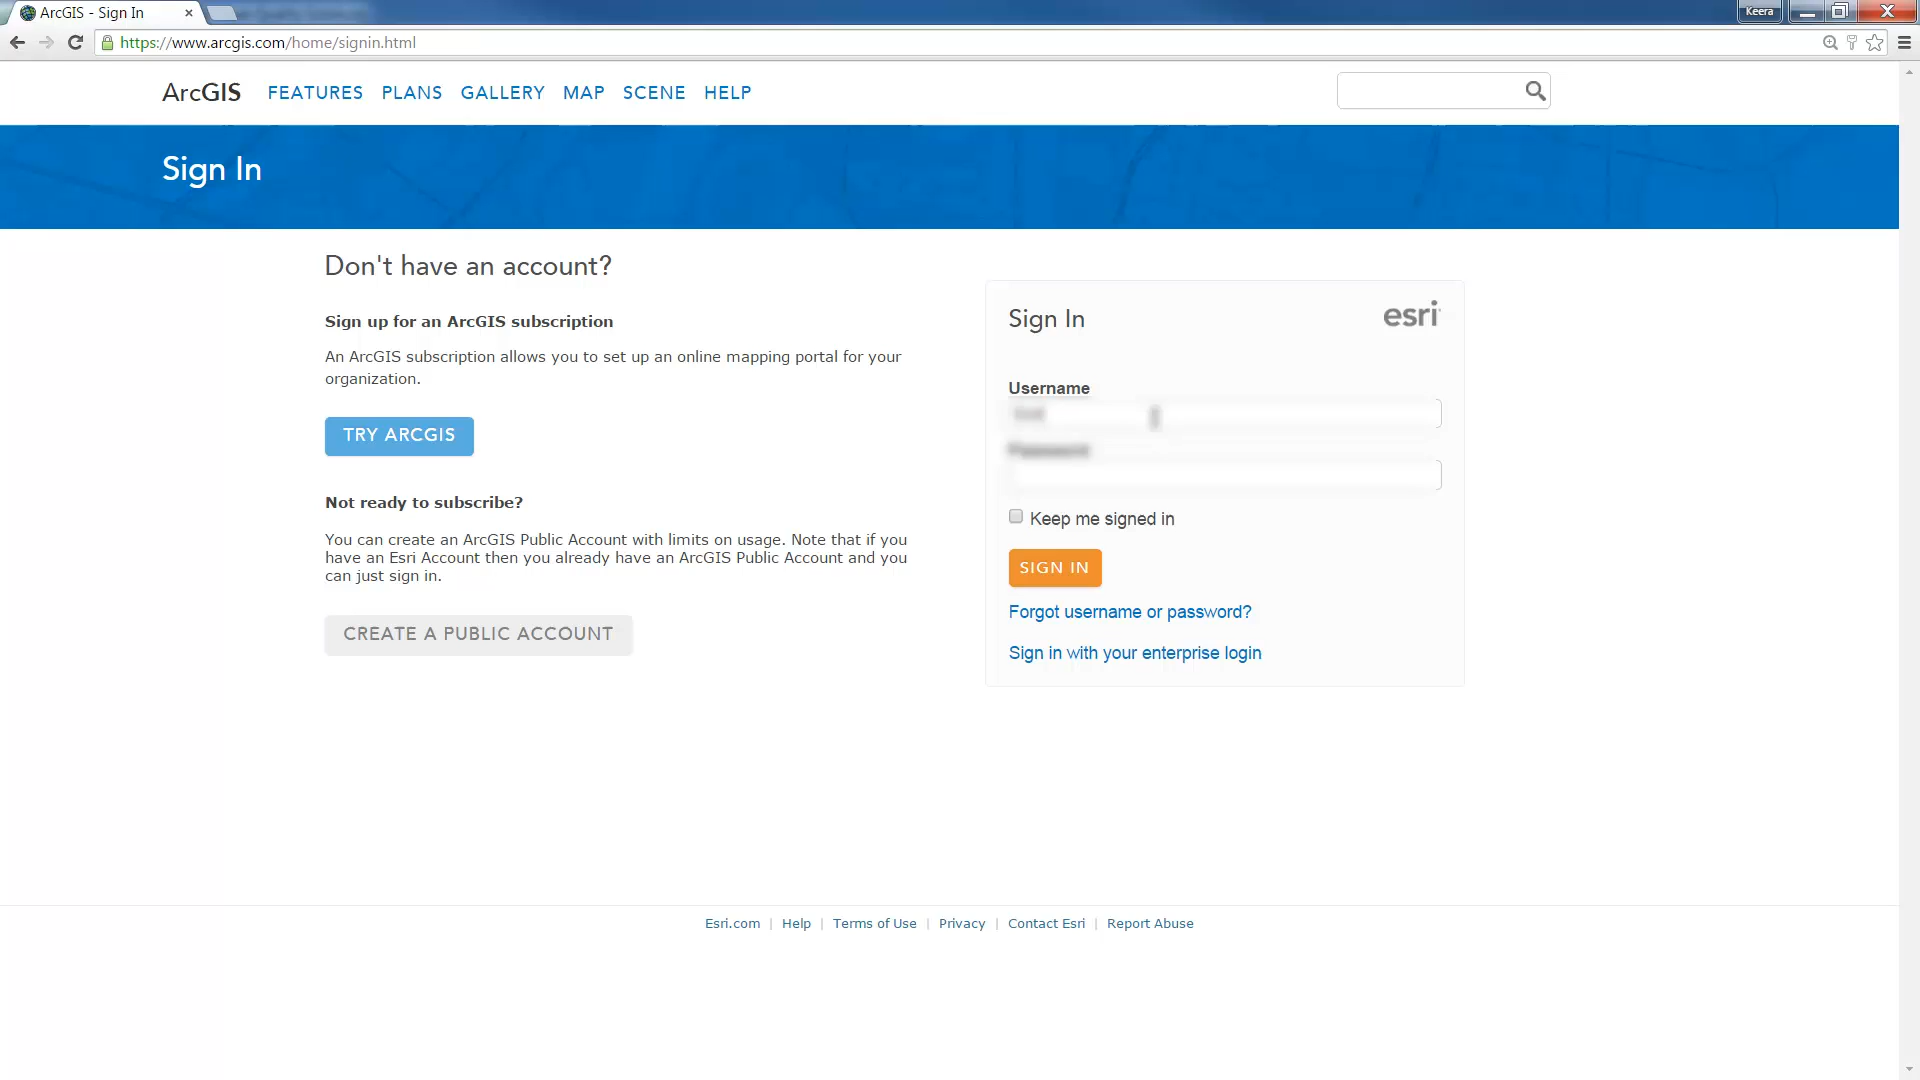 ArcGIS - Sign In
Keera
https://www.arcgis.com/home/signin.html
ArcGIS FEATURES PLANS GALLERY MAP SCENE HELP
Sign In
Don't have an account?
Sign up for an ArcGIS subscription
An ArcGIS subscription allows you to set up an online mapping portal for your
organization.
TRY ARCGIS
Not ready to subscribe?
You can create an ArcGIS Public Account with limits on usage. Note that if you
have an Esri Account then you already have an ArcGIS Public Account and you
can just sign in.
CREATE A PUBLIC ACCOUNT
Sign In
esri
Username
Password
Keep me signed in
SIGN IN
Forgot username or password?
Sign in with your enterprise login
Esri.com | Help | Terms of Use | Privacy | Contact Esri | Report Abuse